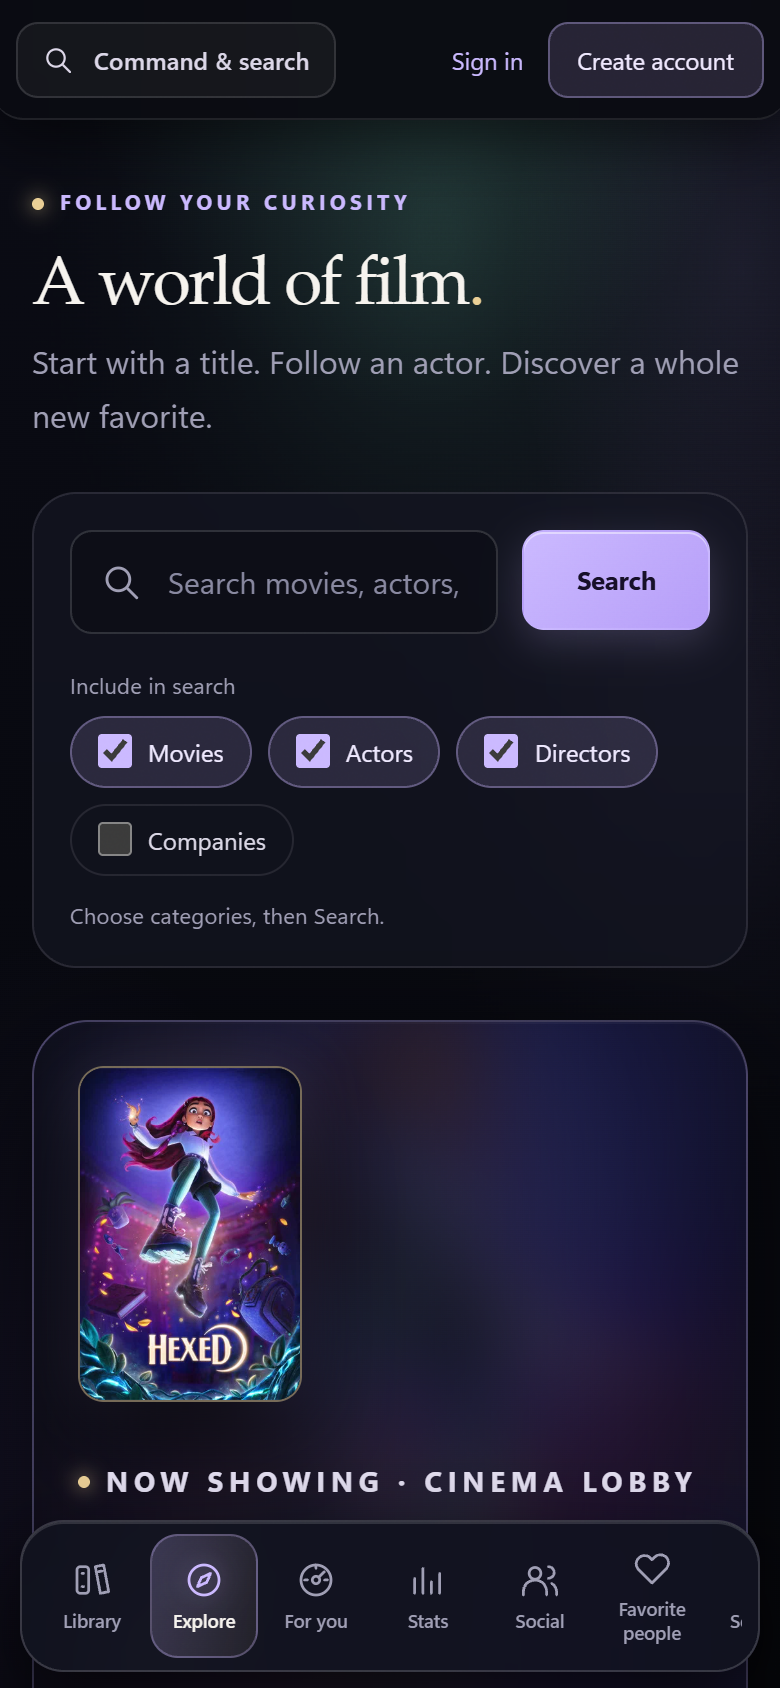 Command & search
Sign in
Create account
FOLLOW YOUR CURIOSITY
A world of film.
Start with a title. Follow an actor. Discover a whole
new favorite.
Search movies, actors,
Search
Include in search
Movies
Actors
Directors
Companies
Choose categories, then Search.
HEXED
NOW SHOWING · CINEMA LOBBY
Library
Explore
For you
Stats
Social
Favorite
people